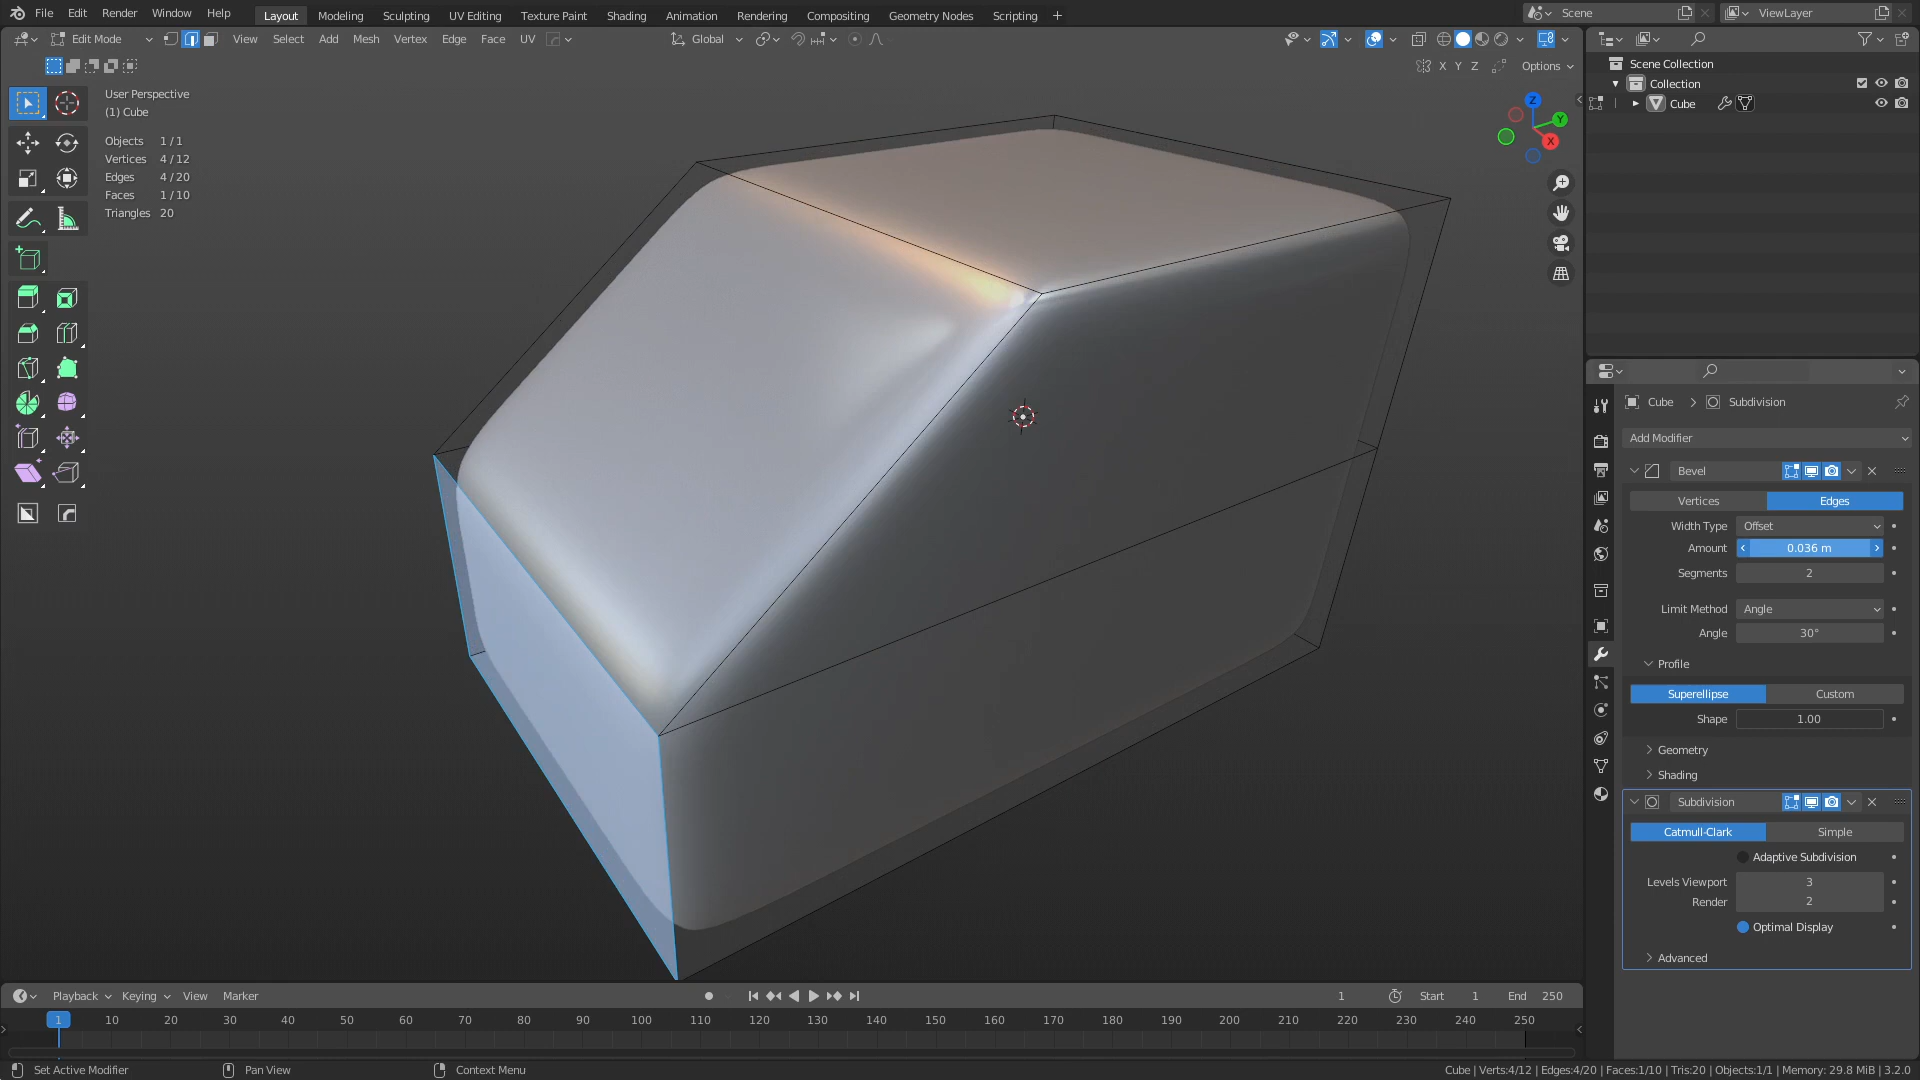 File Edit Render Window Help Layout Modeling Sculpting UV Editing Texture Paint Shading Animation Rendering Compositing Geometry Nodes Scripting + Scene ViewLayer
Edit Mode View Select Add Mesh Vertex Edge Face UV Global
X Y Z Options
User Perspective
(1) Cube
Objects 1 / 1
Vertices 4 / 12
Edges 4 / 20
Faces 1 / 10
Triangles 20
Z
Y
X
Scene Collection
Collection
Cube
Cube > Subdivision
Add Modifier
Bevel
Vertices Edges
Width Type Offset
Amount 0.036 m
Segments 2
Limit Method Angle
Angle 30°
Profile
Superellipse Custom
Shape 1.00
Geometry
Shading
Subdivision
Catmull-Clark Simple
Adaptive Subdivision
Levels Viewport 3
Render 2
Optimal Display
Advanced
Playback Keying View Marker 1 Start 1 End 250
1 10 20 30 40 50 60 70 80 90 100 110 120 130 140 150 160 170 180 190 200 210 220 230 240 250
Set Active Modifier Pan View Context Menu Cube | Verts:4/12 | Edges:4/20 | Faces:1/10 | Tris:20 | Objects:1/1 | Memory: 29.8 MiB | 3.2.0